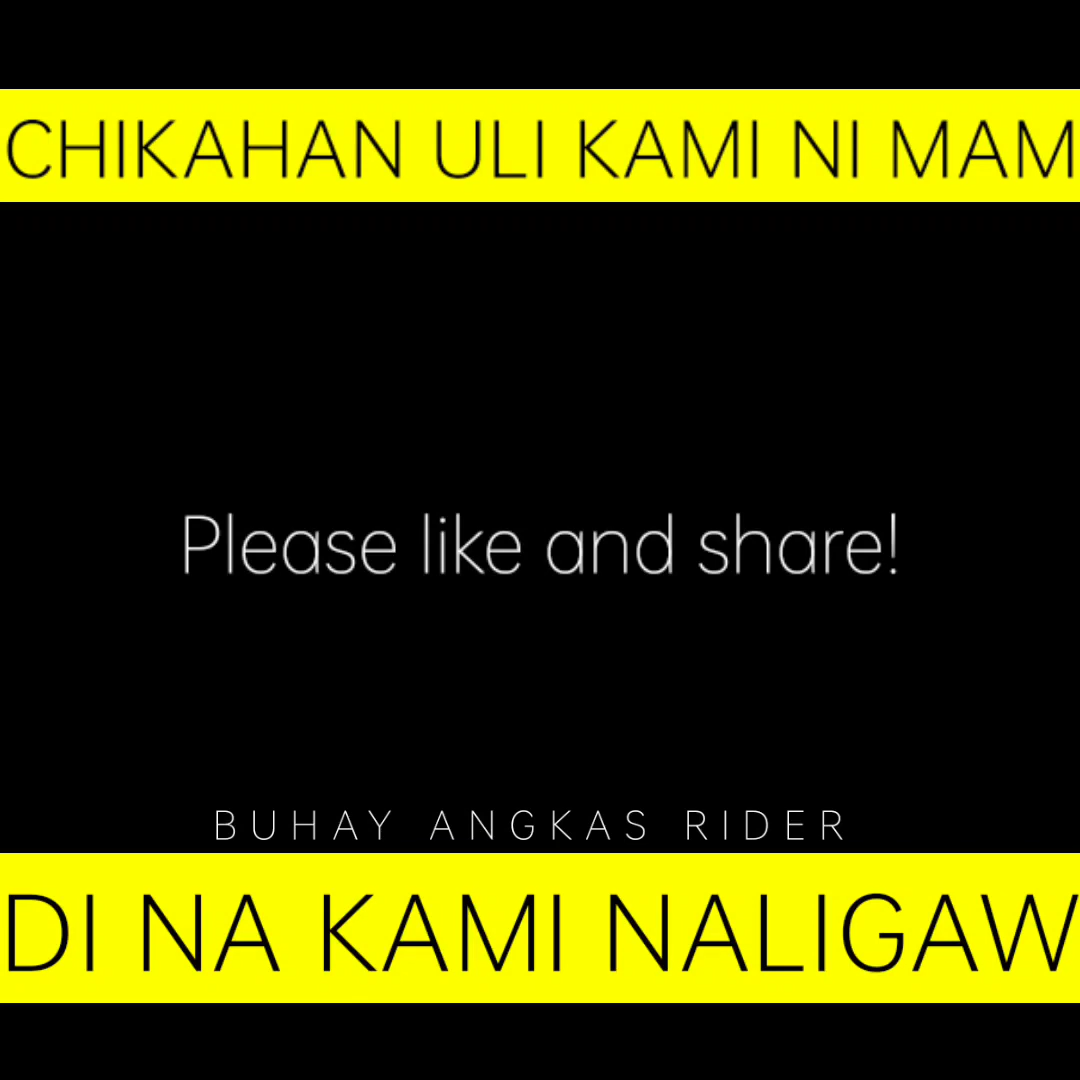 CHIKAHAN ULI KAMI NI MAM
Please like and share!
BUHAY ANGKAS RIDER
DI NA KAMI NALIGAW